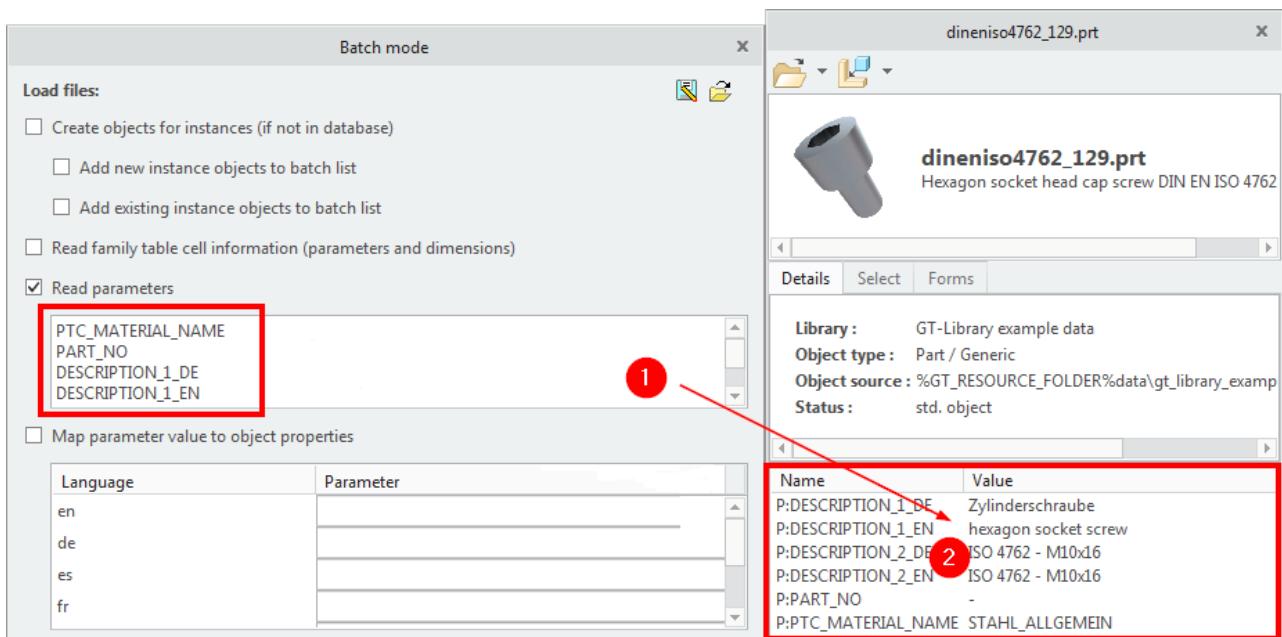 Batch mode
Load files:
Create objects for instances (if not in database)
Add new instance objects to batch list
Add existing instance objects to batch list
Read family table cell information (parameters and dimensions)
Read parameters
PTC_MATERIAL_NAME
PART_NO
DESCRIPTION_1_DE
DESCRIPTION_1_EN
1
Map parameter value to object properties
Language Parameter
en
de
es
fr
dineniso4762_129.prt
dineniso4762_129.prt
Hexagon socket head cap screw DIN EN ISO 4762
Details Select Forms
Library : GT-Library example data
Object type : Part / Generic
Object source : %GT_RESOURCE_FOLDER%data\gt_library_examp
Status : std. object
Name Value
P:DESCRIPTION_1_DE Zylinderschraube
P:DESCRIPTION_1_EN hexagon socket screw
P:DESCRIPTION_2_DE ISO 4762 - M10x16
2
P:DESCRIPTION_2_EN ISO 4762 - M10x16
P:PART_NO -
P:PTC_MATERIAL_NAME STAHL_ALLGEMEIN